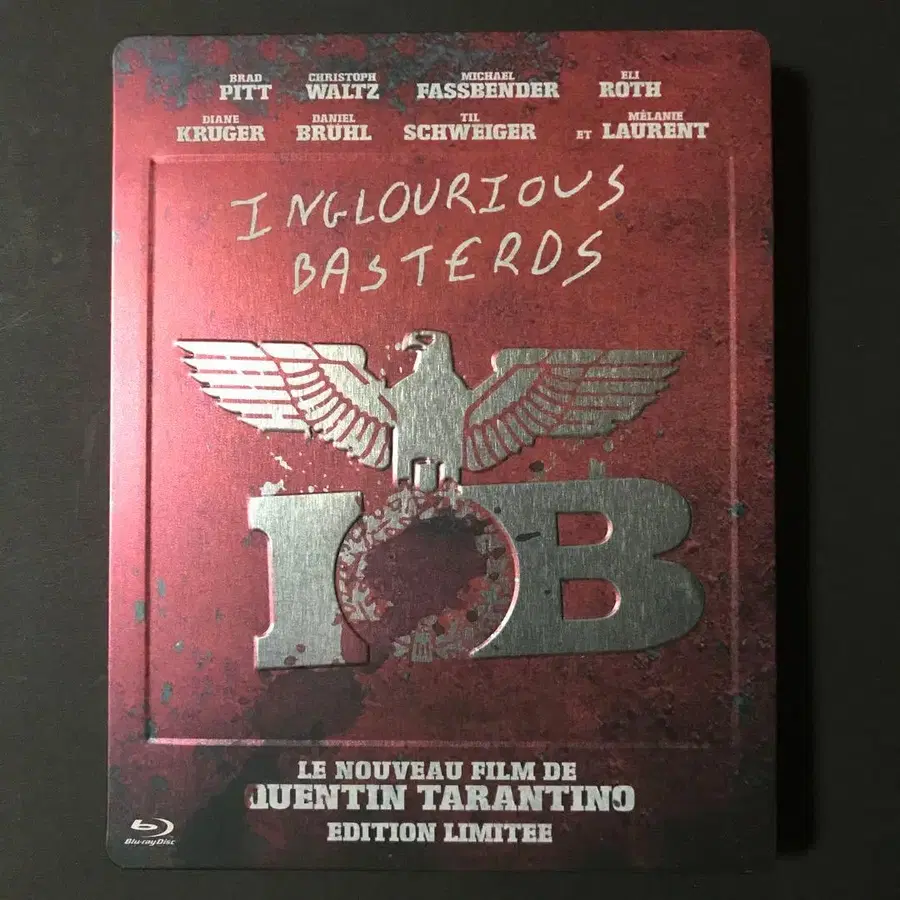 BRAD PITT CHRISTOPH WALTZ MICHAEL FASSBENDER ELI ROTH
DIANE KRUGER DANIEL BRÜHL TIL SCHWEIGER ET MÉLANIE LAURENT
INGLOURIOUS
BASTERDS
IB
LE NOUVEAU FILM DE
QUENTIN TARANTINO
EDITION LIMITEE
Blu-ray Disc